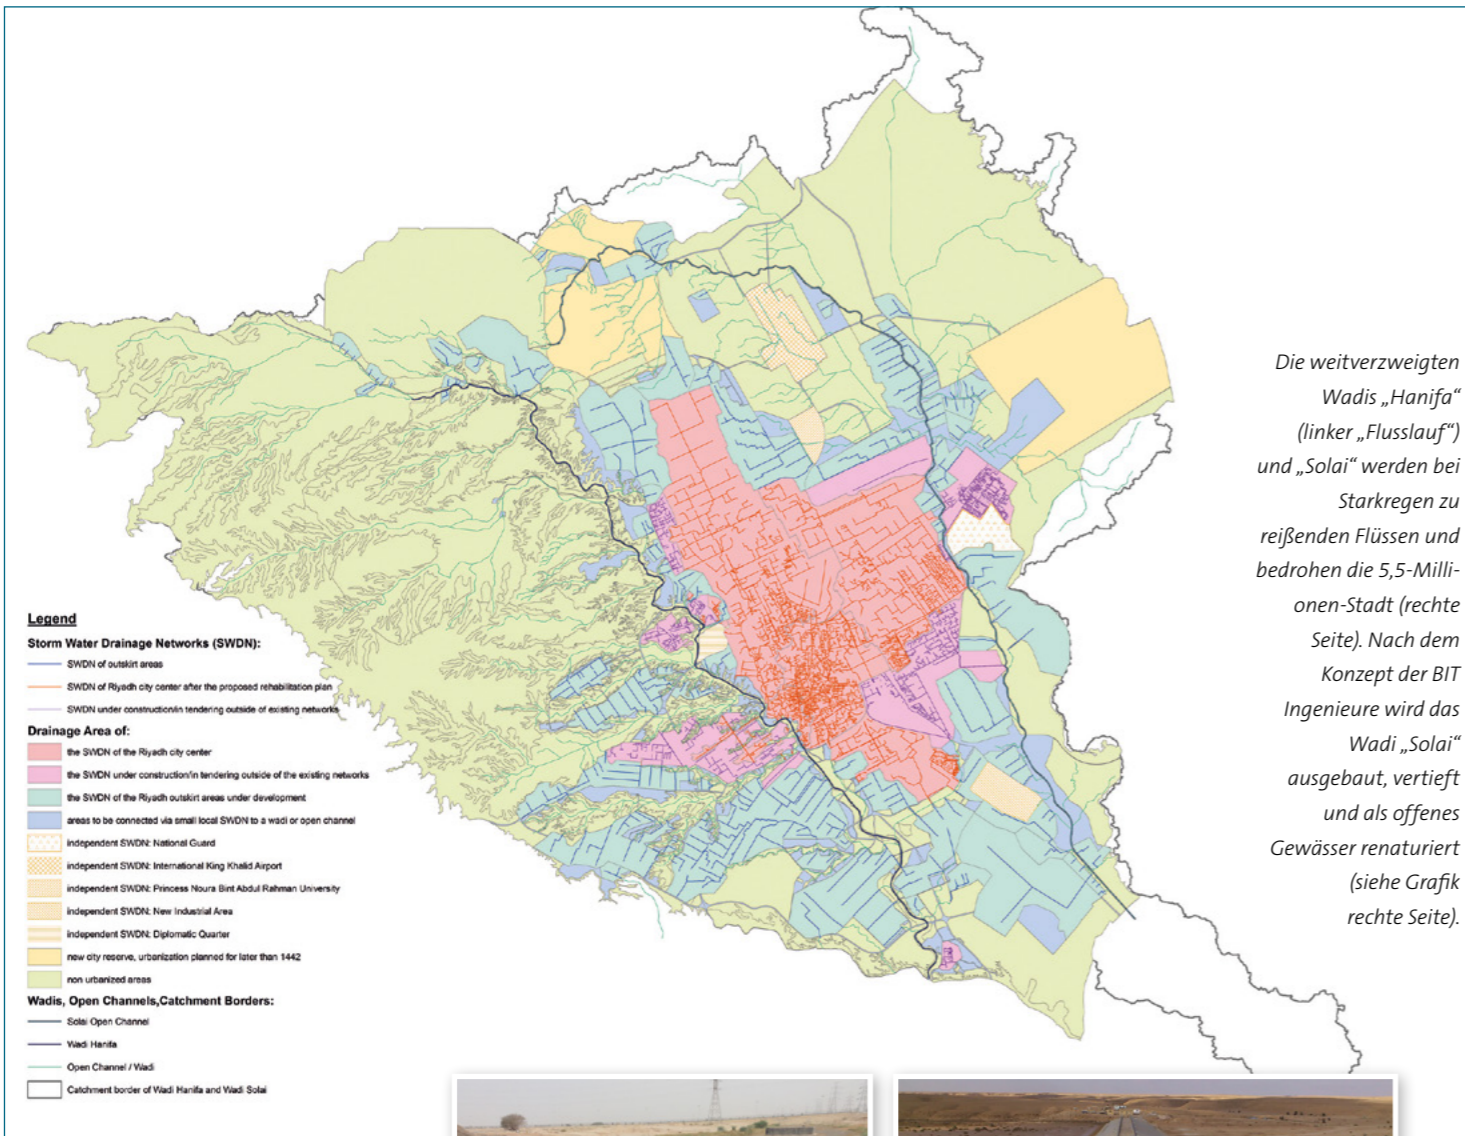 Die weitverzweigten
Wadis „Hanifa“
(linker „Flusslauf“)
und „Solai“ werden bei
Starkregen zu
reißenden Flüssen und
bedrohen die 5,5-Milli-
onen-Stadt (rechte
Seite). Nach dem
Konzept der BIT
Ingenieure wird das
Wadi „Solai“
ausgebaut, vertieft
und als offenes
Gewässer renaturiert
(siehe Grafik
rechte Seite).
Legend
Storm Water Drainage Networks (SWDN):
SWDN of outskirt areas
SWDN of Riyadh city center after the proposed rehabilitation plan
SWDN under construction/in tendering outside of existing networks
Drainage Area of:
the SWDN of the Riyadh city center
the SWDN under construction/in tendering outside of the existing networks
the SWDN of the Riyadh outskirt areas under development
areas to be connected via small local SWDN to a wadi or open channel
independent SWDN: National Guard
independent SWDN: International King Khalid Airport
independent SWDN: Princess Noura Bint Abdul Rahman University
independent SWDN: New Industrial Area
independent SWDN: Diplomatic Quarter
new city reserve, urbanization planned for later than 1442
non urbanized areas
Wadis, Open Channels,Catchment Borders:
Solai Open Channel
Wadi Hanifa
Open Channel / Wadi
Catchment border of Wadi Hanifa and Wadi Solai